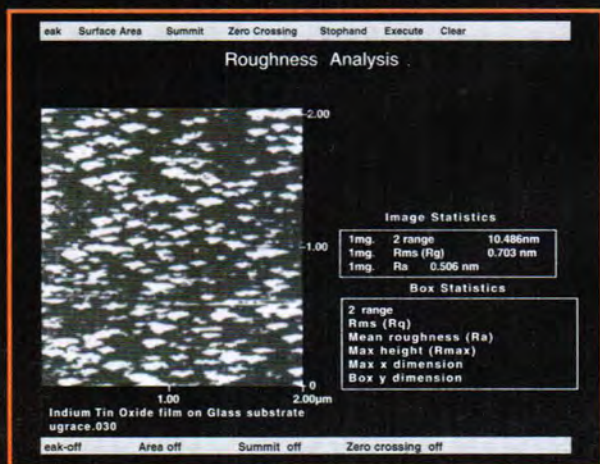 eak Surface Area Summit Zero Crossing Stophand Execute Clear
Roughness Analysis .
2.00
1.00
0
1.00 2.00µm
Image Statistics
1mg. 2 range 10.486nm
1mg. Rms (Rg) 0.703 nm
1mg. Ra 0.506 nm
Box Statistics
2 range
Rms (Rq)
Mean roughness (Ra)
Max height (Rmax)
Max x dimension
Box y dimension
Indium Tin Oxide film on Glass substrate
ugrace.030
eak-off Area off Summit off Zero crossing off